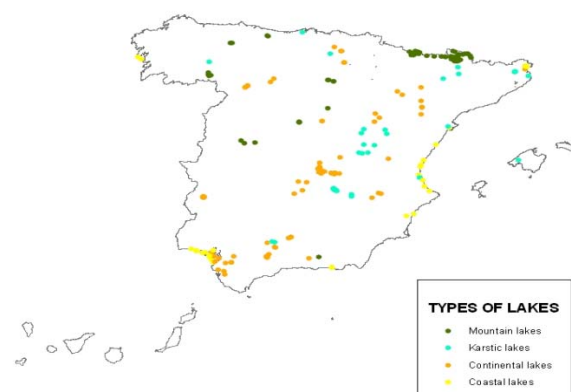 TYPES OF LAKES
Mountain lakes
Karstic lakes
Continental lakes
Coastal lakes